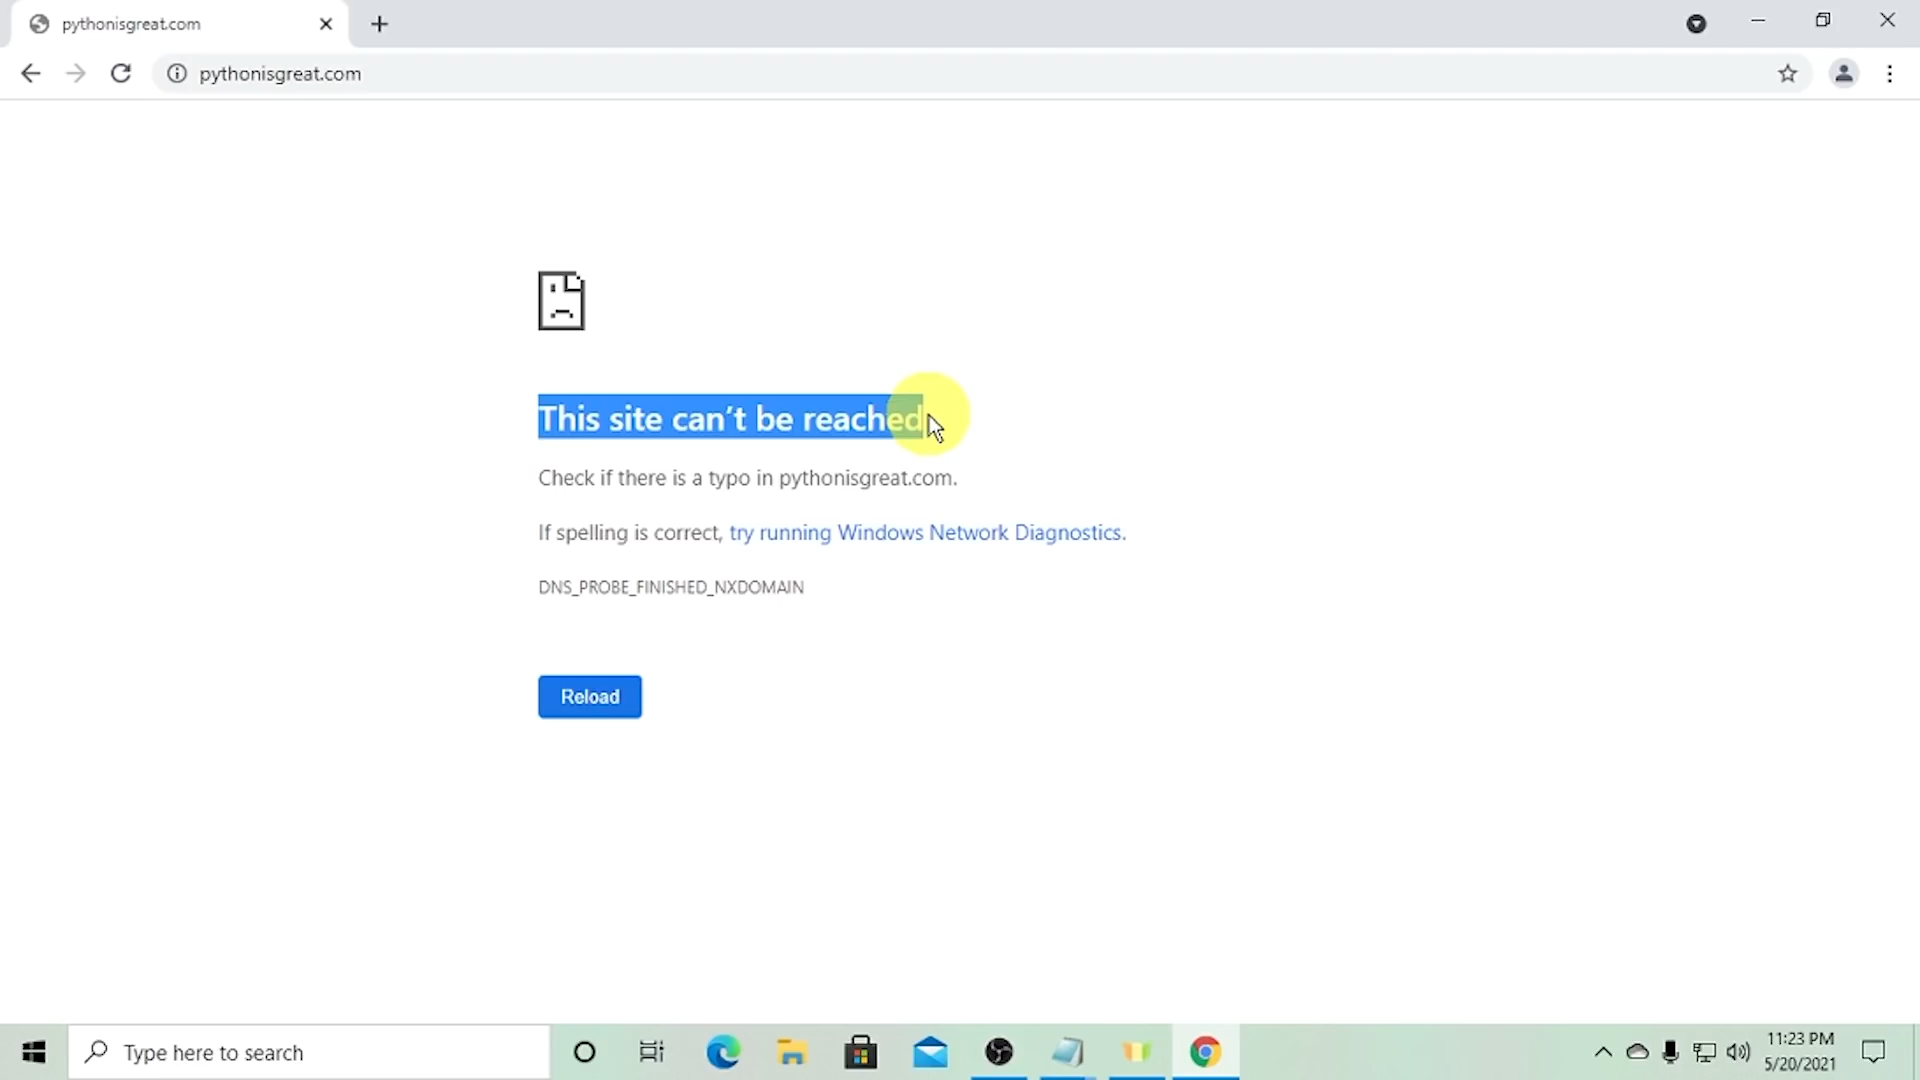 pythonisgreat.com
pythonisgreat.com
This site can’t be reached
Check if there is a typo in pythonisgreat.com.
If spelling is correct, try running Windows Network Diagnostics.
DNS_PROBE_FINISHED_NXDOMAIN
Reload
Type here to search
11:23 PM
5/20/2021